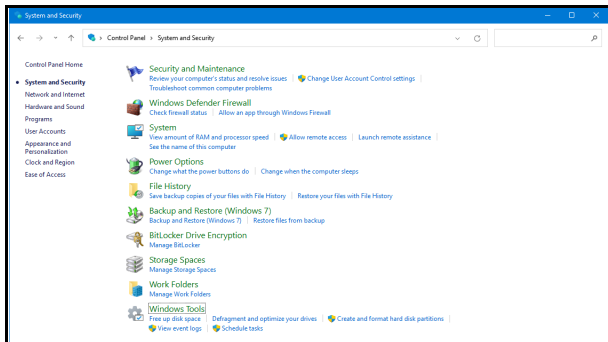 System and Security
Control Panel > System and Security
Control Panel Home
System and Security
Network and Internet
Hardware and Sound
Programs
User Accounts
Appearance and
Personalization
Clock and Region
Ease of Access
Security and Maintenance
Review your computer's status and resolve issues | Change User Account Control settings |
Troubleshoot common computer problems
Windows Defender Firewall
Check firewall status | Allow an app through Windows Firewall
System
View amount of RAM and processor speed | Allow remote access | Launch remote assistance |
See the name of this computer
Power Options
Change what the power buttons do | Change when the computer sleeps
File History
Save backup copies of your files with File History | Restore your files with File History
Backup and Restore (Windows 7)
Backup and Restore (Windows 7) | Restore files from backup
BitLocker Drive Encryption
Manage BitLocker
Storage Spaces
Manage Storage Spaces
Work Folders
Manage Work Folders
Windows Tools
Free up disk space | Defragment and optimize your drives | Create and format hard disk partitions |
View event logs | Schedule tasks